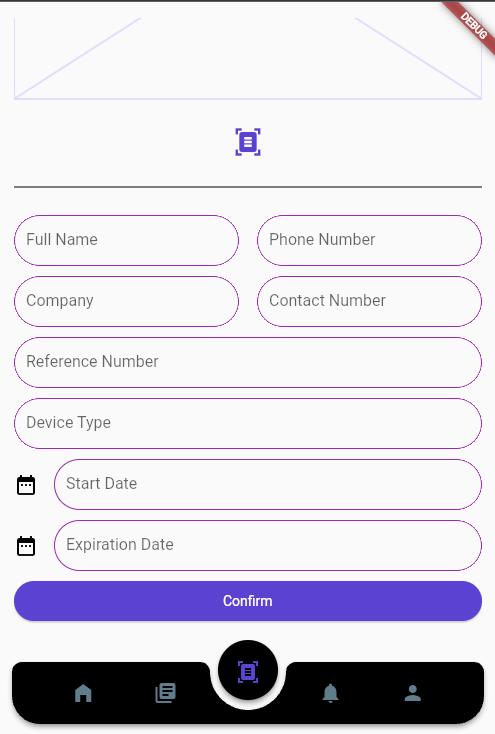 DEBUG
Full Name
Phone Number
Company
Contact Number
Reference Number
Device Type
Start Date
Expiration Date
Confirm